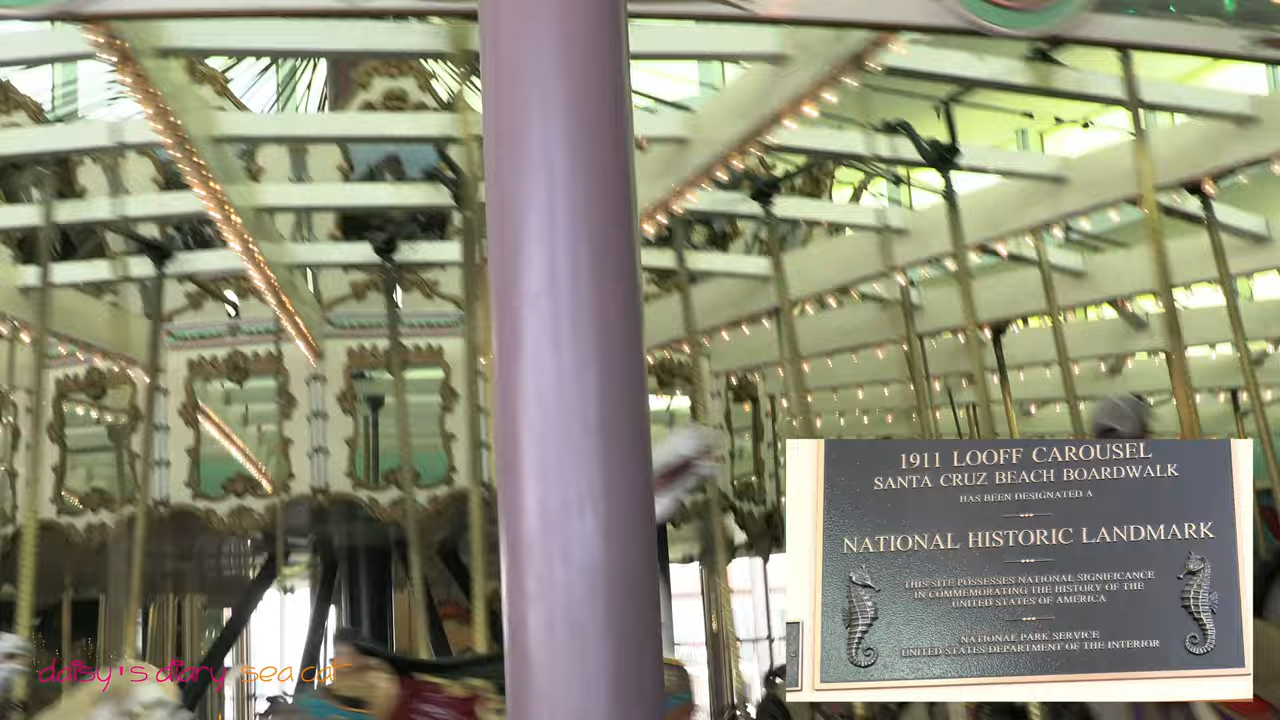 1911 LOOFF CAROUSEL
SANTA CRUZ BEACH BOARDWALK
HAS BEEN DESIGNATED A
NATIONAL HISTORIC LANDMARK
THIS SITE POSSESSES NATIONAL SIGNIFICANCE
IN COMMEMORATING THE HISTORY OF THE
UNITED STATES OF AMERICA
NATIONAL PARK SERVICE
UNITED STATES DEPARTMENT OF THE INTERIOR
daisy's diary sea cat